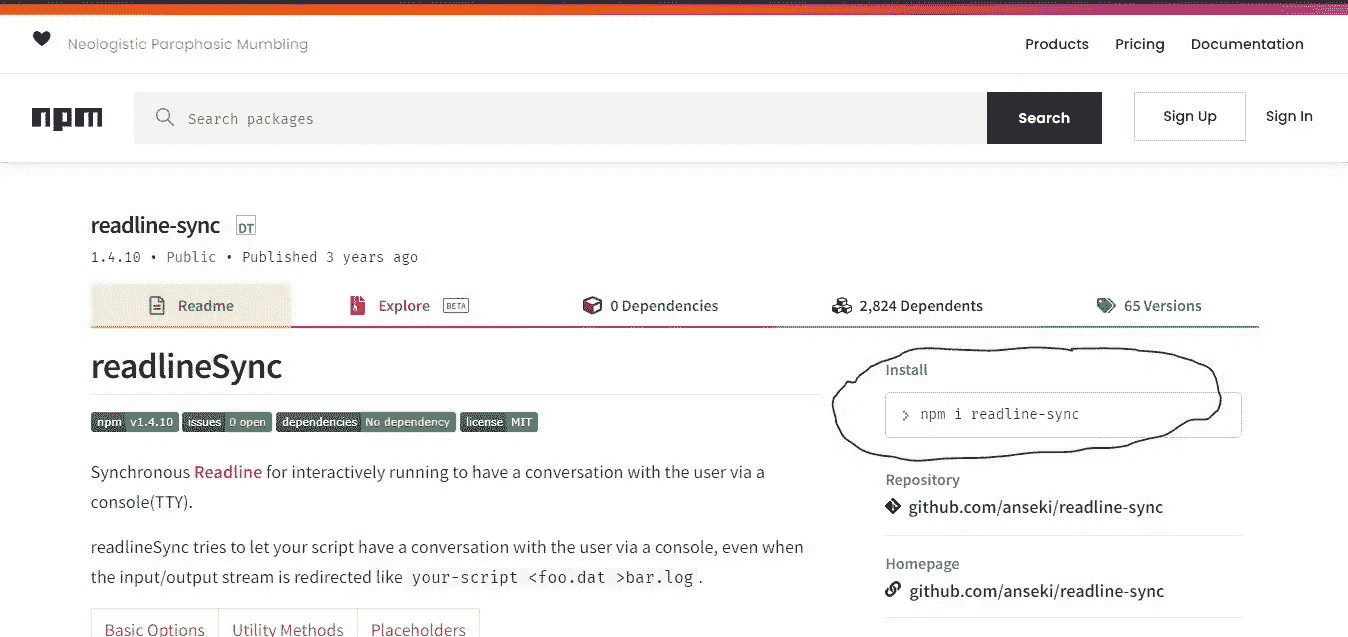 Neologistic Paraphasic Mumbling
Products Pricing Documentation
npm Search packages Search Sign Up Sign In
readline-sync DT
1.4.10 • Public • Published 3 years ago
Readme Explore BETA 0 Dependencies 2,824 Dependents 65 Versions
readlineSync
npm v1.4.10 issues 0 open dependencies No dependency license MIT
Synchronous Readline for interactively running to have a conversation with the user via a
console(TTY).
readlineSync tries to let your script have a conversation with the user via a console, even when
the input/output stream is redirected like your-script <foo.dat >bar.log .
Basic Options Utility Methods Placeholders
Install
> npm i readline-sync
Repository
github.com/anseki/readline-sync
Homepage
github.com/anseki/readline-sync